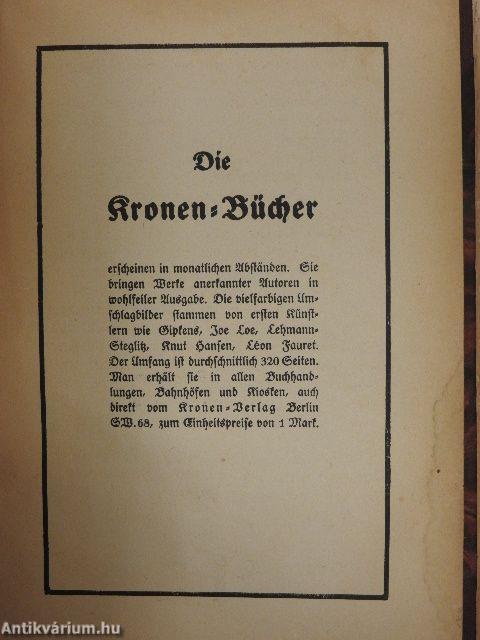 Die
Kronen=Bücher
erscheinen in monatlichen Abständen. Sie
bringen Werke anerkannter Autoren in
wohlfeiler Ausgabe. Die vielfarbigen Um-
schlagbilder stammen von ersten Künst-
lern wie Gipkens, Joe Loe, Lehmann-
Steglitz, Knut Hansen, Léon Fauret.
Der Umfang ist durchschnittlich 320 Seiten.
Man erhält sie in allen Buchhand-
lungen, Bahnhöfen und Kiosken, auch
direkt vom Kronen=Verlag Berlin
SW. 68, zum Einheitspreise von 1 Mark.
Antikvárium.hu